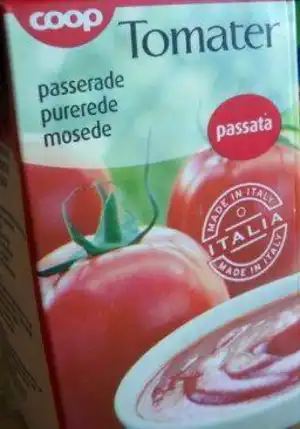 coop
Tomater
passerade
purerede
mosede
passata
MADE IN ITALY
ITALIA
MADE IN ITALY